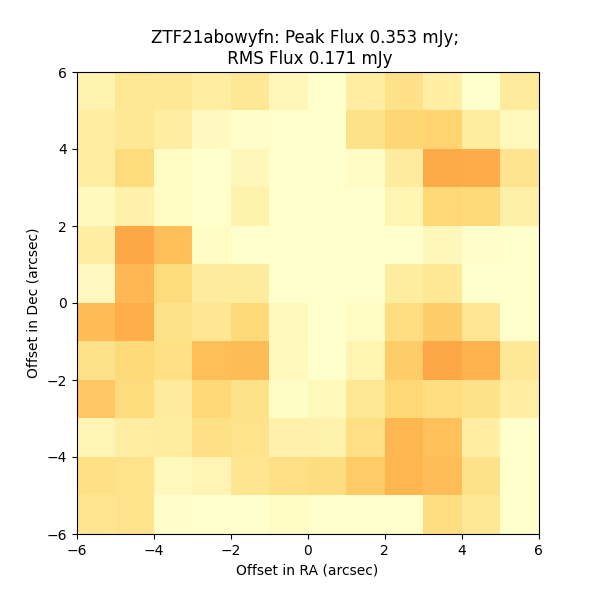 ZTF21abowyfn: Peak Flux 0.353 mJy;
RMS Flux 0.171 mJy
6
4
2
0
−2
−4
−6
Offset in Dec (arcsec)
−6 −4 −2 0 2 4 6
Offset in RA (arcsec)